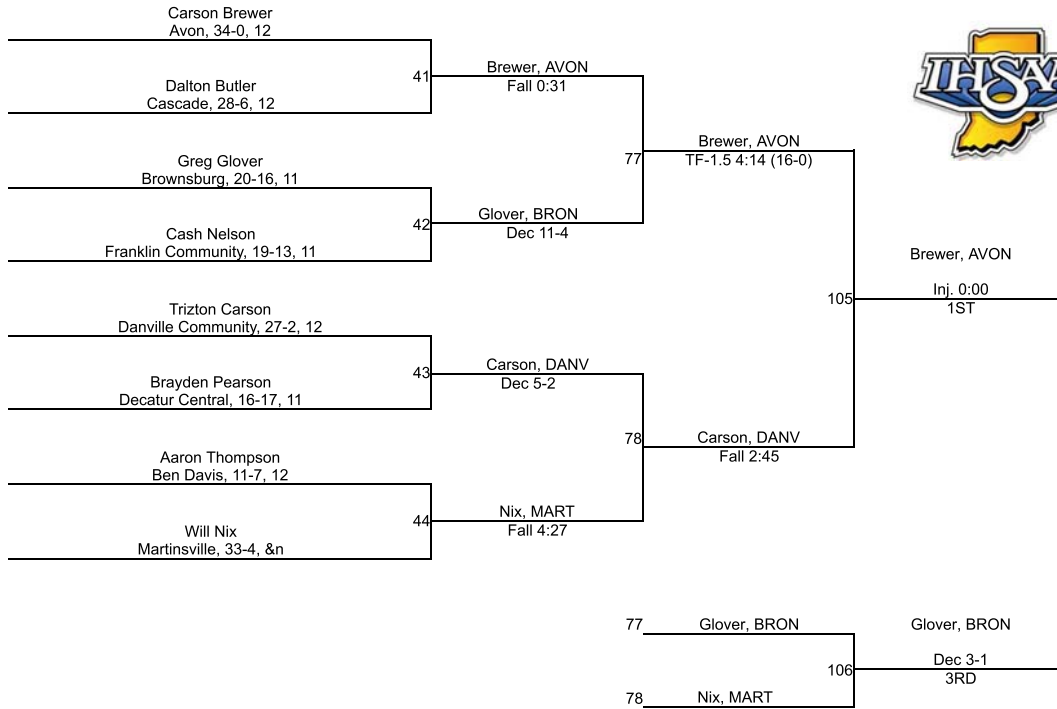 Carson Brewer
Avon, 34-0, 12
41
Dalton Butler
Cascade, 28-6, 12
Brewer, AVON
Fall 0:31
Greg Glover
Brownsburg, 20-16, 11
42
Cash Nelson
Franklin Community, 19-13, 11
Glover, BRON
Dec 11-4
77
Brewer, AVON
TF-1.5 4:14 (16-0)
Trizton Carson
Danville Community, 27-2, 12
43
Brayden Pearson
Decatur Central, 16-17, 11
Carson, DANV
Dec 5-2
Aaron Thompson
Ben Davis, 11-7, 12
44
Will Nix
Martinsville, 33-4, &n
Nix, MART
Fall 4:27
78
Carson, DANV
Fall 2:45
105
Brewer, AVON
Inj. 0:00
1ST
IHSAA
77
Glover, BRON
78
Nix, MART
106
Glover, BRON
Dec 3-1
3RD